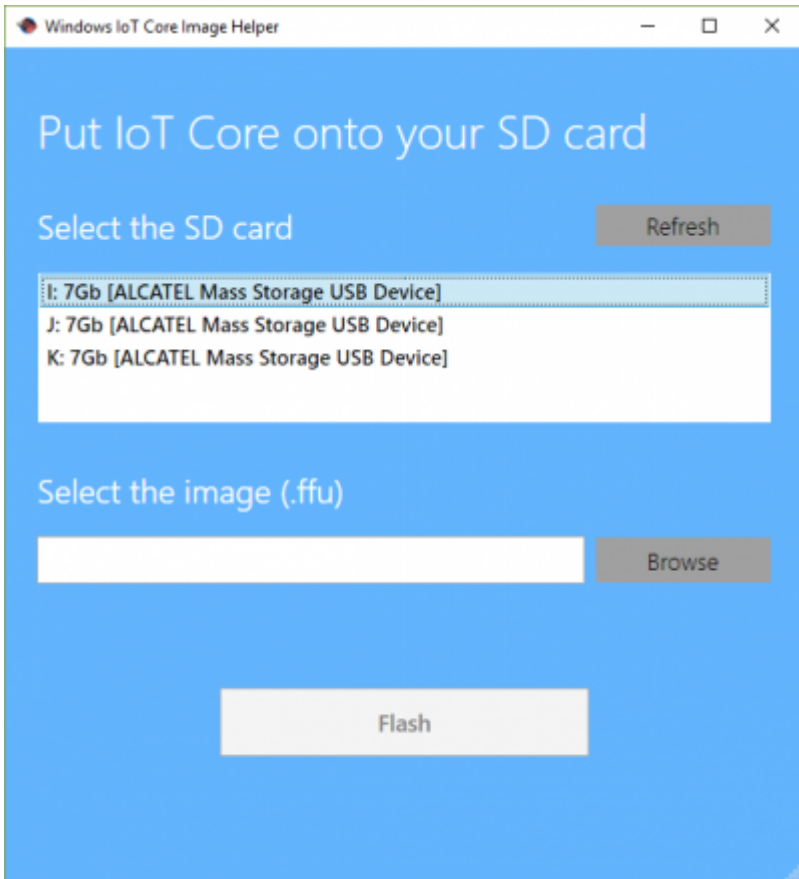 Windows IoT Core Image Helper
Put IoT Core onto your SD card
Select the SD card
Refresh
I: 7Gb [ALCATEL Mass Storage USB Device]
J: 7Gb [ALCATEL Mass Storage USB Device]
K: 7Gb [ALCATEL Mass Storage USB Device]
Select the image (.ffu)
Browse
Flash